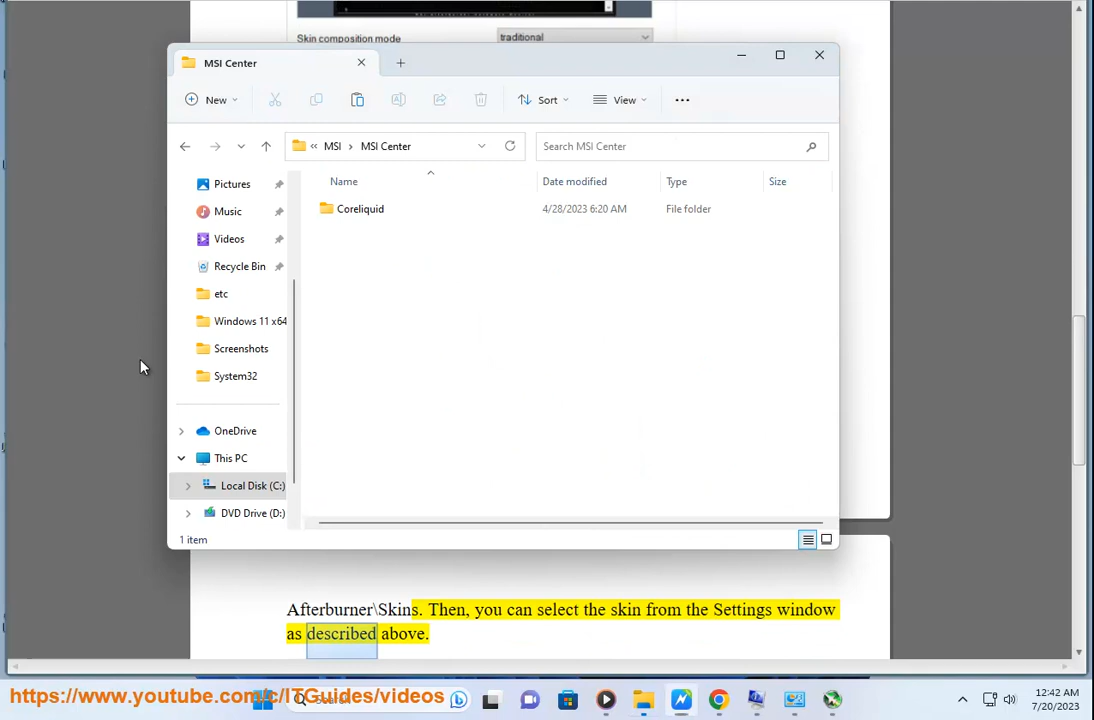 Skin composition mode traditional
MSI Center
New Sort View
MSI MSI Center Search MSI Center
Name Date modified Type Size
Coreliquid 4/28/2023 6:20 AM File folder
Pictures
Music
Videos
Recycle Bin
etc
Windows 11 x64
Screenshots
System32
OneDrive
This PC
Local Disk (C:)
DVD Drive (D:)
1 item
Afterburner\Skins. Then, you can select the skin from the Settings window
as described above.
https://www.youtube.com/c/ITGuides/videos
12:42 AM
7/20/2023